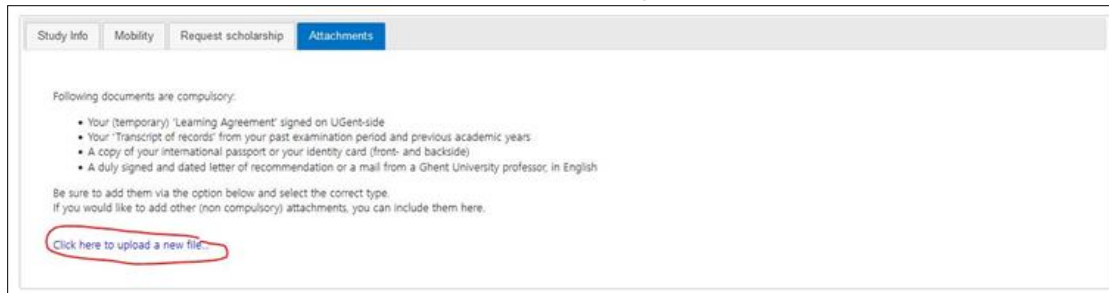 Study Info Mobility Request scholarship Attachments
Following documents are compulsory:
• Your (temporary) 'Learning Agreement' signed on UGent-side
• Your 'Transcript of records' from your past examination period and previous academic years
• A copy of your international passport or your identity card (front- and backside)
• A duly signed and dated letter of recommendation or a mail from a Ghent University professor, in English
Be sure to add them via the option below and select the correct type.
If you would like to add other (non compulsory) attachments, you can include them here.
Click here to upload a new file...